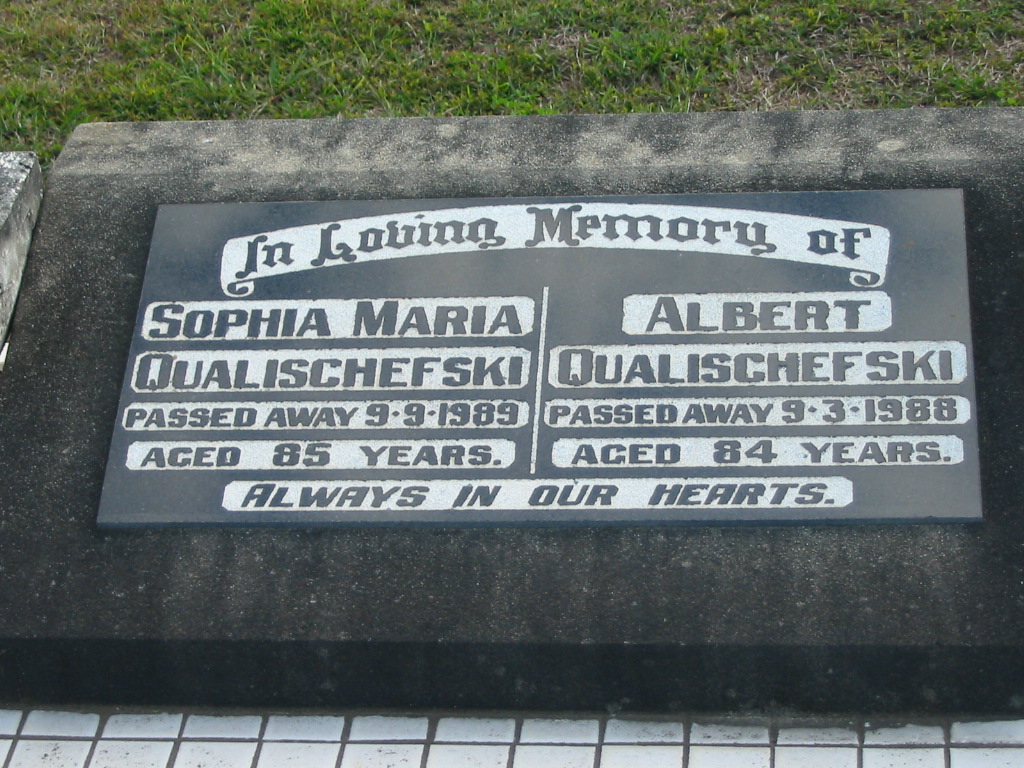 In Loving Memory of
SOPHIA MARIA
QUALISCHEFSKI
PASSED AWAY 9·9·1989
AGED 85 YEARS.
ALBERT
QUALISCHEFSKI
PASSED AWAY 9·3·1988
AGED 84 YEARS.
ALWAYS IN OUR HEARTS.